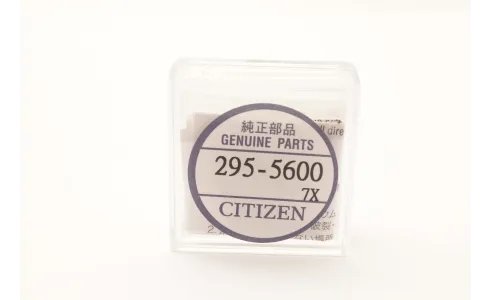 純正部品
GENUINE PARTS
295-5600
7X
CITIZEN